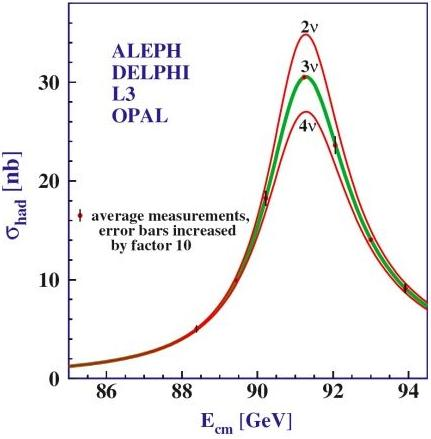 ALEPH
DELPHI
L3
OPAL
2ν
3ν
4ν
30
20
10
0
σhad [nb]
average measurements,
error bars increased
by factor 10
86 88 90 92 94
Ecm [GeV]